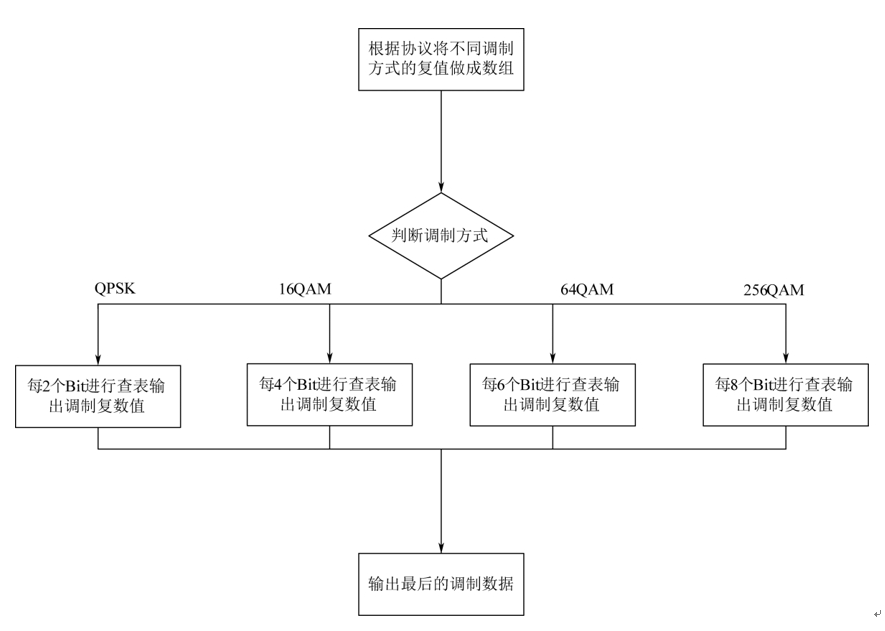 根据协议将不同调制
方式的复值做成数组
判断调制方式
QPSK
16QAM
64QAM
256QAM
每2个Bit进行查表输
出调制复数值
每4个Bit进行查表输
出调制复数值
每6个Bit进行查表输
出调制复数值
每8个Bit进行查表输
出调制复数值
输出最后的调制数据